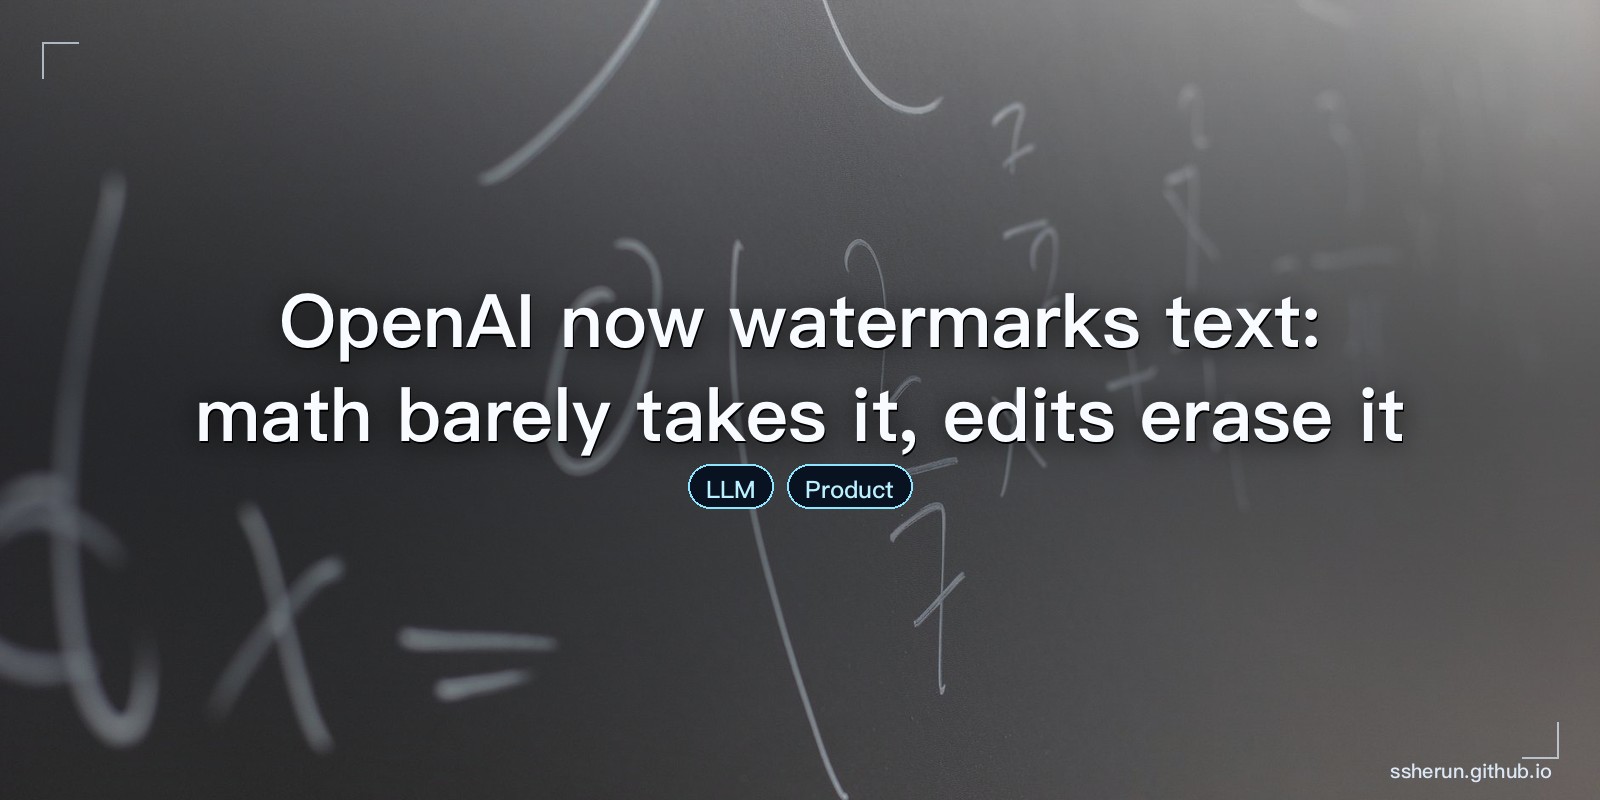 OpenAI now watermarks text:
math barely takes it, edits erase it
LLM Product
x =
ssherun.github.io